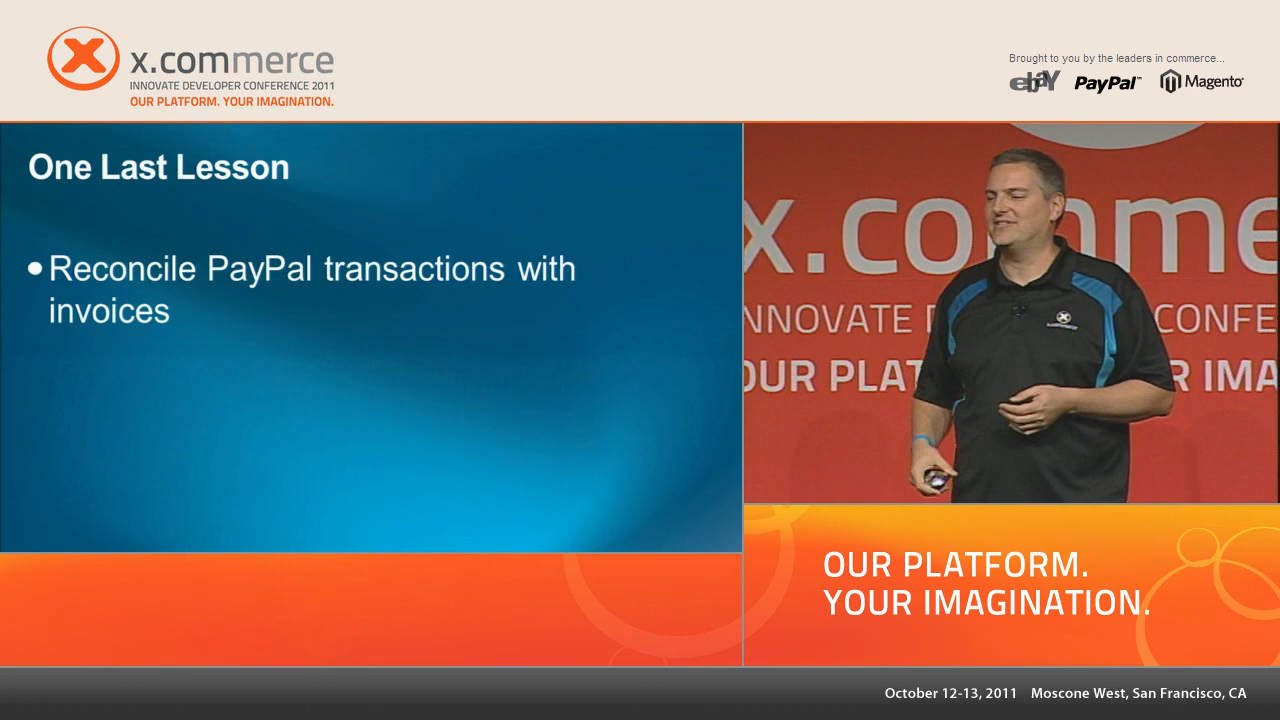 x.commerce
INNOVATE DEVELOPER CONFERENCE 2011
OUR PLATFORM. YOUR IMAGINATION.
Brought to you by the leaders in commerce...
ebaY PayPal™ Magento®
One Last Lesson
•Reconcile PayPal transactions with
invoices
x.comme
NNOVATE D CONFE
OUR PLAT R IMA
OUR PLATFORM.
YOUR IMAGINATION.
October 12-13, 2011 Moscone West, San Francisco, CA